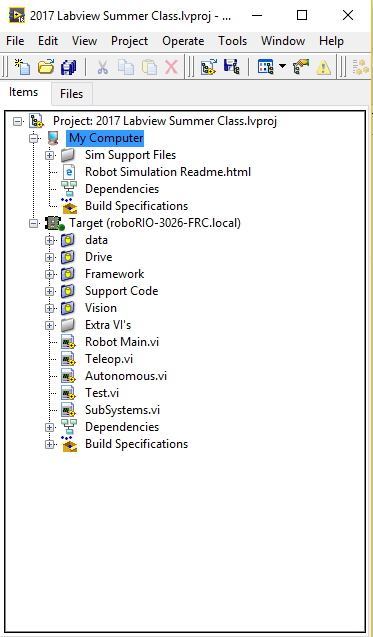 2017 Labview Summer Class.lvproj - ...
File Edit View Project Operate Tools Window Help
Items Files
Project: 2017 Labview Summer Class.lvproj
My Computer
Sim Support Files
Robot Simulation Readme.html
Dependencies
Build Specifications
Target (roboRIO-3026-FRC.local)
data
Drive
Framework
Support Code
Vision
Extra VI's
Robot Main.vi
Teleop.vi
Autonomous.vi
Test.vi
SubSystems.vi
Dependencies
Build Specifications